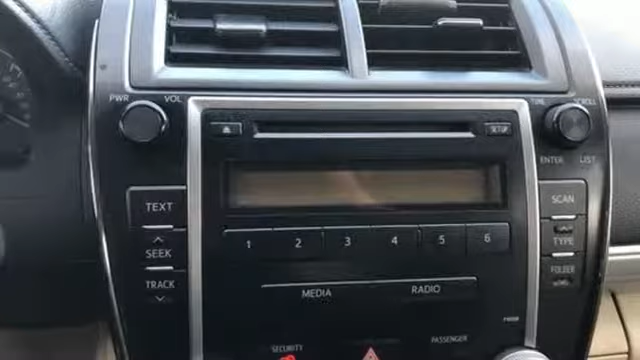 PWR VOL
TUNE SCROLL
SETUP
ENTER LIST
TEXT
SCAN
1 2 3 4 5 6
SEEK
TYPE
TRACK
FOLDER
MEDIA RADIO
SECURITY
PASSENGER